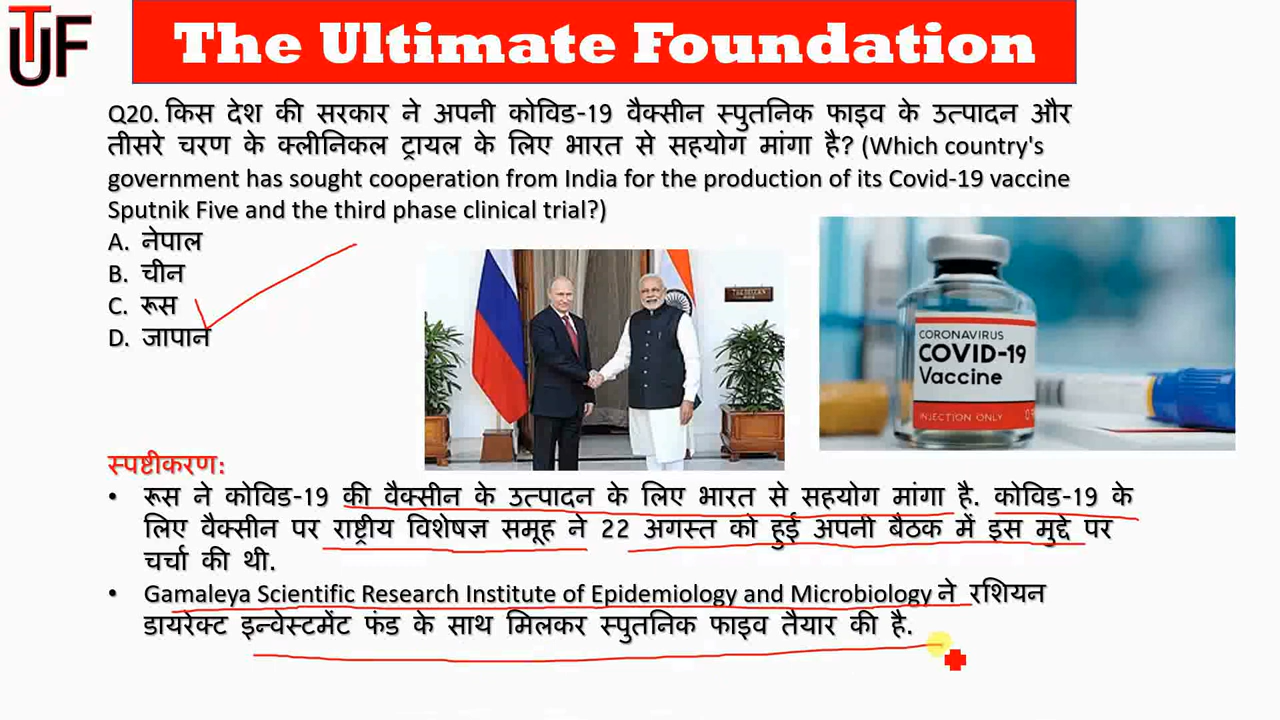 TUF
The Ultimate Foundation
Q20. किस देश की सरकार ने अपनी कोविड-19 वैक्सीन स्पुतनिक फाइव के उत्पादन और
तीसरे चरण के क्लीनिकल ट्रायल के लिए भारत से सहयोग मांगा है? (Which country's
government has sought cooperation from India for the production of its Covid-19 vaccine
Sputnik Five and the third phase clinical trial?)
A. नेपाल
B. चीन
C. रूस
D. जापान
CORONAVIRUS
COVID-19
Vaccine
INJECTION ONLY
स्पष्टीकरण:
• रूस ने कोविड-19 की वैक्सीन के उत्पादन के लिए भारत से सहयोग मांगा है. कोविड-19 के
लिए वैक्सीन पर राष्ट्रीय विशेषज्ञ समूह ने 22 अगस्त को हुई अपनी बैठक में इस मुद्दे पर
चर्चा की थी.
• Gamaleya Scientific Research Institute of Epidemiology and Microbiology ने रशियन
डायरेक्ट इन्वेस्टमेंट फंड के साथ मिलकर स्पुतनिक फाइव तैयार की है.